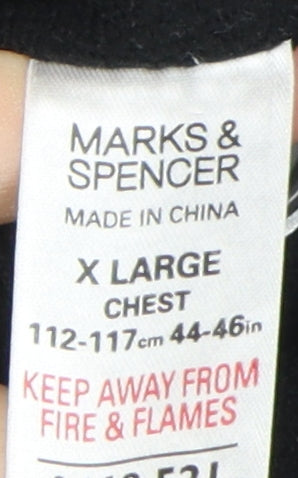 MARKS &
SPENCER
MADE IN CHINA
X LARGE
CHEST
112-117cm 44-46in
KEEP AWAY FROM
FIRE & FLAMES